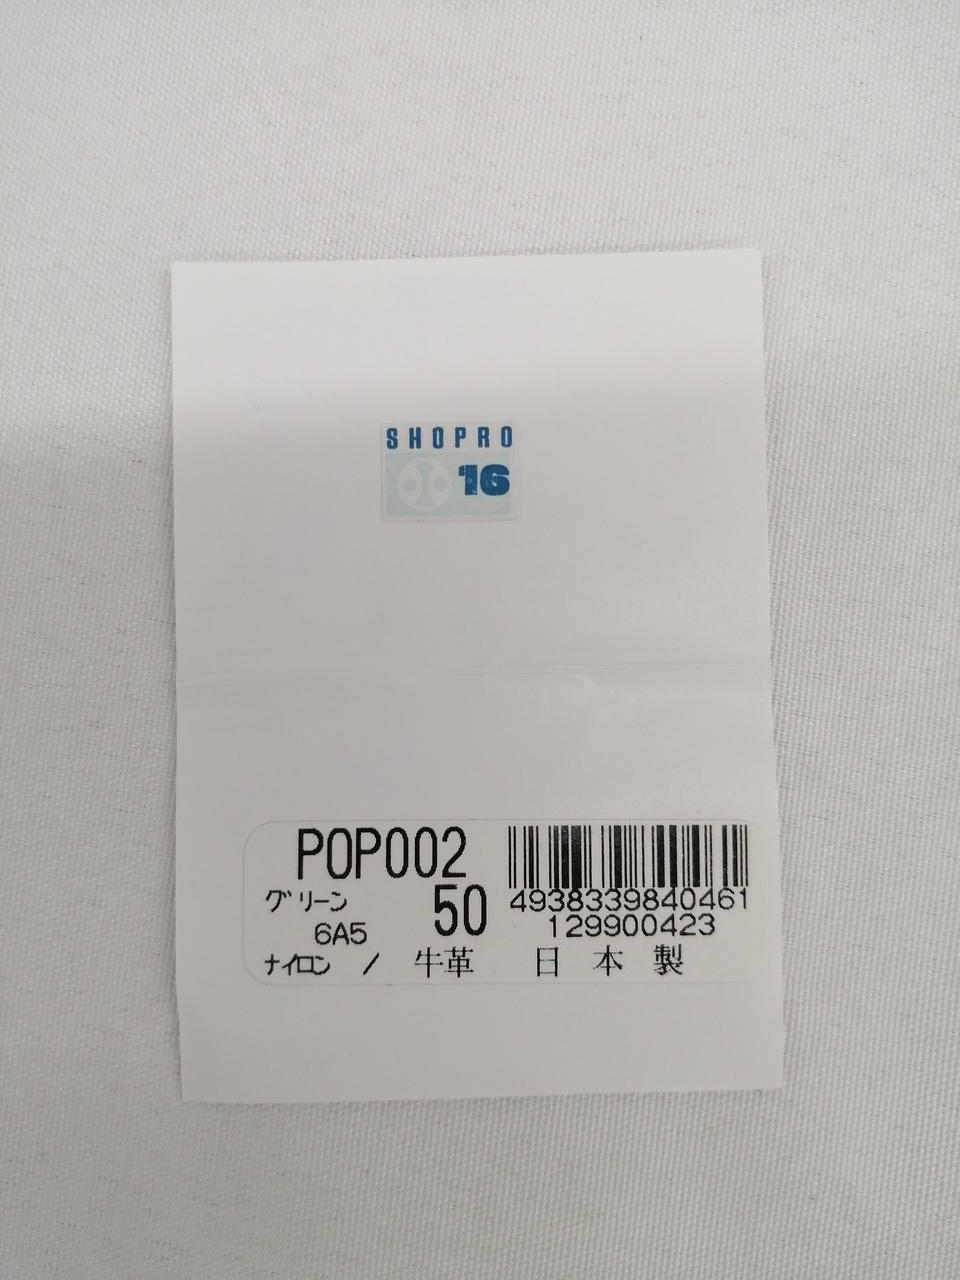 SHOPRO
16
POP002
グリーン 50
6A5
ナイロン / 牛革 日本製
4938339840461
129900423